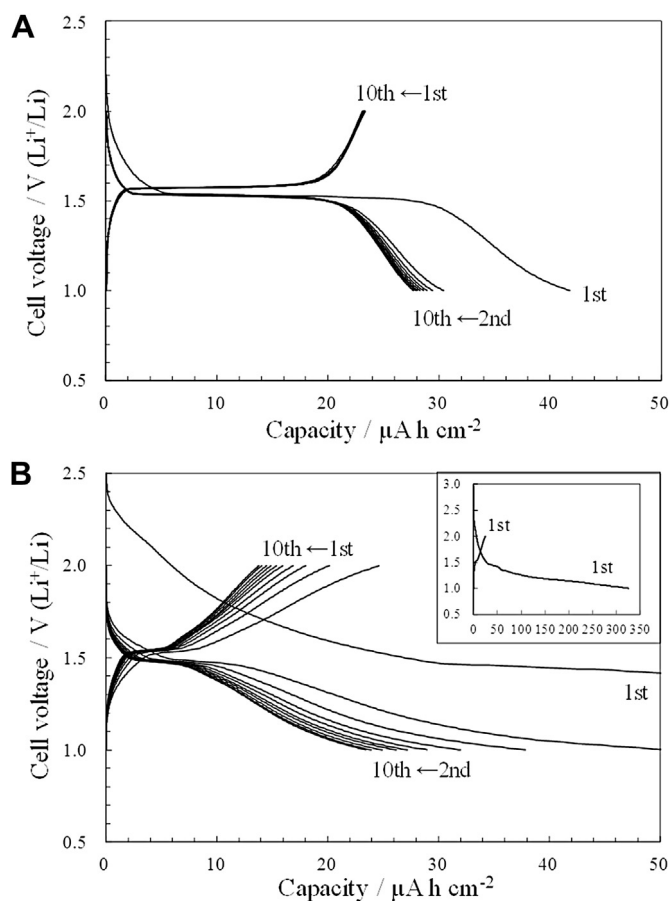 A
2.5
2.0
1.5
1.0
0.5
Cell voltage / V (Li⁺/Li)
10th ←1st
1st
10th ←2nd
0 10 20 30 40 50
Capacity / µA h cm⁻²
B
2.5
2.0
1.5
1.0
0.5
Cell voltage / V (Li⁺/Li)
10th ←1st
1st
10th ←2nd
3.0
2.5
2.0
1.5
1.0
0.5
1st
1st
0 50 100 150 200 250 300 350
0 10 20 30 40 50
Capacity / µA h cm⁻²